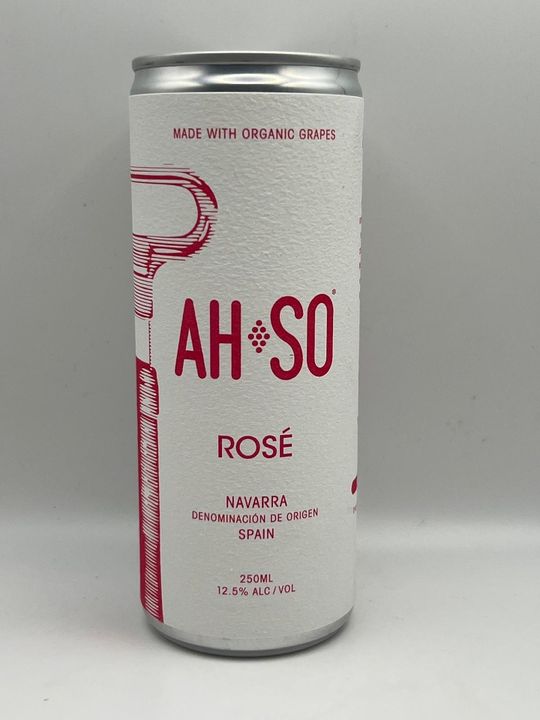 MADE WITH ORGANIC GRAPES
AH SO®
ROSÉ
NAVARRA
DENOMINACIÓN DE ORIGEN
SPAIN
250ML
12.5% ALC/VOL